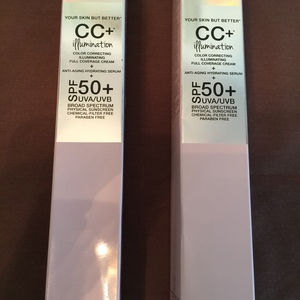 YOUR SKIN BUT BETTER®
CC+®
illumination
COLOR CORRECTING
ILLUMINATING
FULL COVERAGE CREAM
+
ANTI-AGING HYDRATING SERUM
+
SPF 50+
UVA/UVB
BROAD SPECTRUM
PHYSICAL SUNSCREEN
CHEMICAL-FILTER FREE
PARABEN FREE
YOUR SKIN BUT BETTER®
CC+®
illumination
COLOR CORRECTING
ILLUMINATING
FULL COVERAGE CREAM
+
ANTI-AGING HYDRATING SERUM
+
SPF 50+
UVA/UVB
BROAD SPECTRUM
PHYSICAL SUNSCREEN
CHEMICAL-FILTER FREE
PARABEN FREE